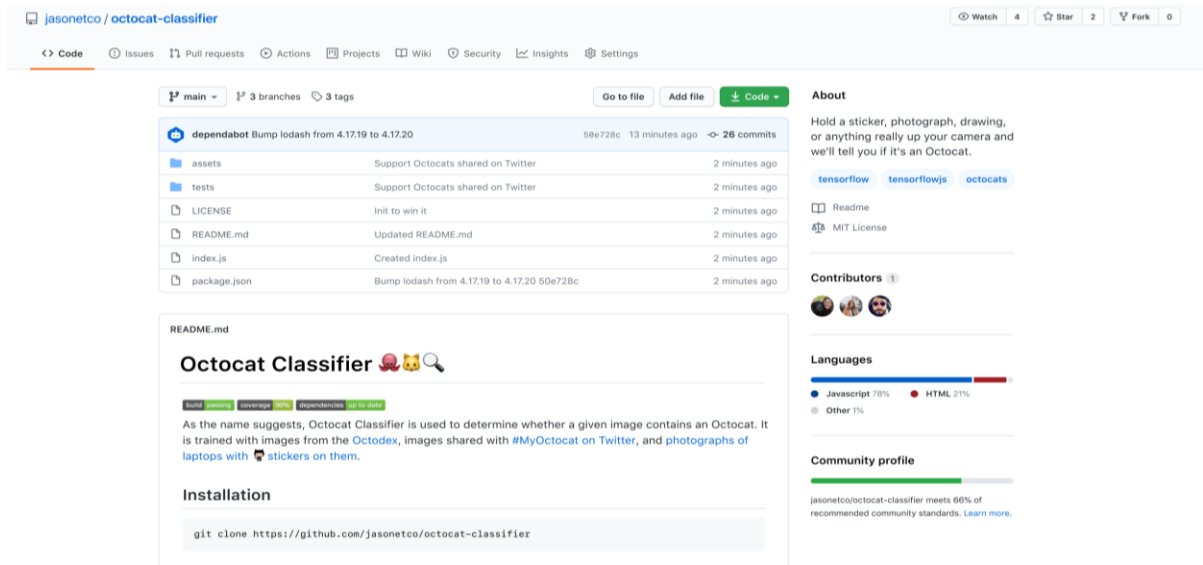 jasonetco / octocat-classifier
Watch 4 Star 2 Fork 0
Code Issues Pull requests Actions Projects Wiki Security Insights Settings
main 3 branches 3 tags Go to file Add file Code
dependabot Bump lodash from 4.17.19 to 4.17.20 50e728c 13 minutes ago 26 commits
assets Support Octocats shared on Twitter 2 minutes ago
tests Support Octocats shared on Twitter 2 minutes ago
LICENSE Init to win it 2 minutes ago
README.md Updated README.md 2 minutes ago
index.js Created index.js 2 minutes ago
package.json Bump lodash from 4.17.19 to 4.17.20 50e728c 2 minutes ago
README.md
Octocat Classifier
build passing coverage 90% dependencies up to date
As the name suggests, Octocat Classifier is used to determine whether a given image contains an Octocat. It
is trained with images from the Octodex, images shared with #MyOctocat on Twitter, and photographs of
laptops with stickers on them.
Installation
git clone https://github.com/jasonetco/octocat-classifier
About
Hold a sticker, photograph, drawing,
or anything really up your camera and
we'll tell you if it's an Octocat.
tensorflow tensorflowjs octocats
Readme
MIT License
Contributors 1
Languages
Javascript 78% HTML 21%
Other 1%
Community profile
jasonetco/octocat-classifier meets 66% of
recommended community standards. Learn more.